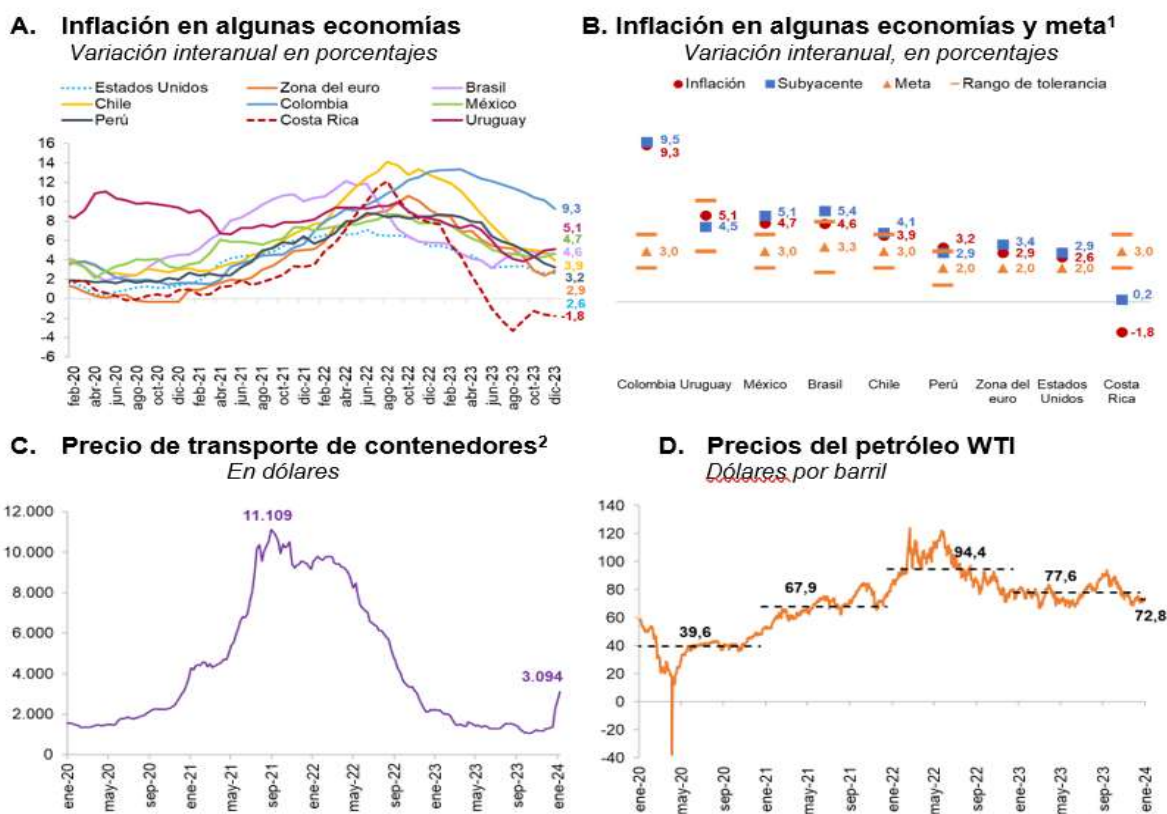 A. Inflación en algunas economías
Variación interanual en porcentajes
Estados Unidos Zona del euro Brasil
Chile Colombia México
Perú Costa Rica Uruguay
16
14
12
10
8
6
4
2
0
-2
-4
-6
9,3
5,1
4,7
4,6
3,9
3,2
2,9
2,6
-1,8
feb-20
abr-20
jun-20
ago-20
oct-20
dic-20
feb-21
abr-21
jun-21
ago-21
oct-21
dic-21
feb-22
abr-22
jun-22
ago-22
oct-22
dic-22
feb-23
abr-23
jun-23
ago-23
oct-23
dic-23
B. Inflación en algunas economías y meta¹
Variación interanual, en porcentajes
Inflación Subyacente Meta Rango de tolerancia
9,5
9,3
3,0
5,1
4,5
5,1
4,7
3,0
5,4
4,6
3,3
4,1
3,9
3,0
3,2
2,9
2,0
3,4
2,9
2,0
2,9
2,6
2,0
3,0
0,2
-1,8
Colombia Uruguay México Brasil Chile Perú Zona del Estados Costa
euro Unidos Rica
C. Precio de transporte de contenedores²
En dólares
12.000
10.000
8.000
6.000
4.000
2.000
0
11.109
3.094
ene-20
may-20
sep-20
ene-21
may-21
sep-21
ene-22
may-22
sep-22
ene-23
may-23
sep-23
ene-24
D. Precios del petróleo WTI
Dólares por barril
140
120
100
80
60
40
20
0
-20
-40
39,6
67,9
94,4
77,6
72,8
ene-20
may-20
sep-20
ene-21
may-21
sep-21
ene-22
may-22
sep-22
ene-23
may-23
sep-23
ene-24